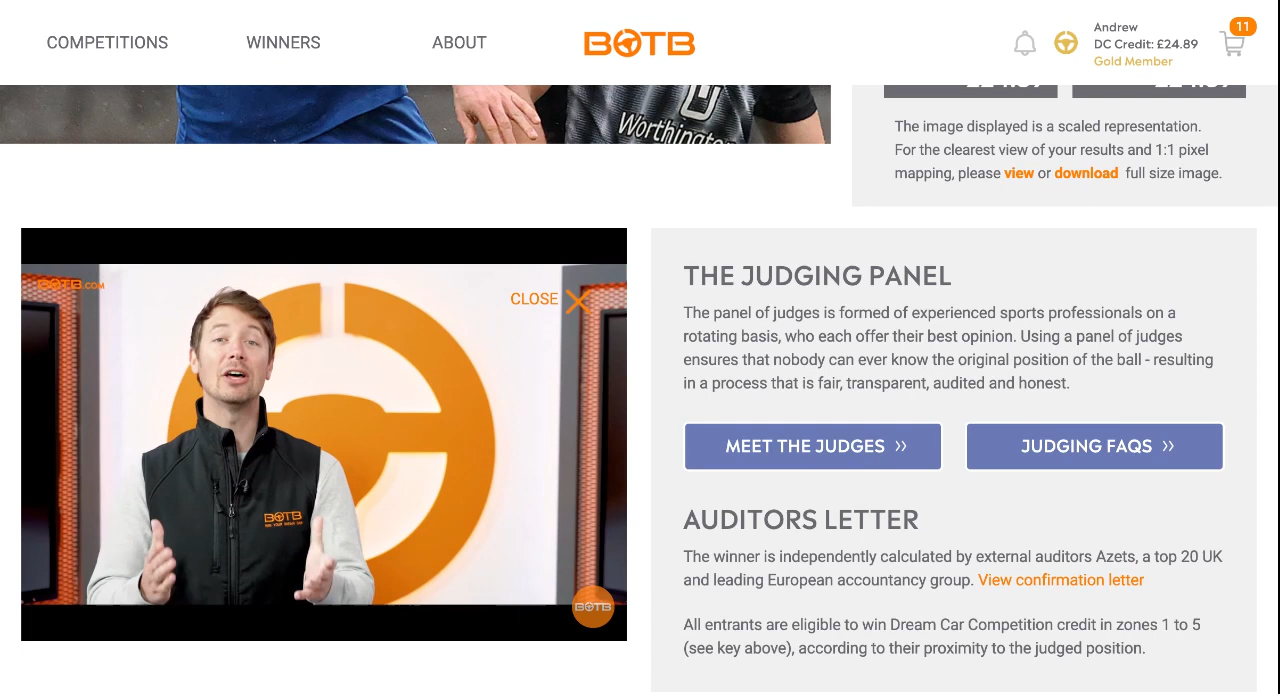 COMPETITIONS
WINNERS
ABOUT
BOTB
Andrew
DC Credit: £24.89
Gold Member
11
Worthington
The image displayed is a scaled representation.
For the clearest view of your results and 1:1 pixel
mapping, please view or download full size image.
BOTB.COM
CLOSE
BOTB
BOTB
THE JUDGING PANEL
The panel of judges is formed of experienced sports professionals on a
rotating basis, who each offer their best opinion. Using a panel of judges
ensures that nobody can ever know the original position of the ball - resulting
in a process that is fair, transparent, audited and honest.
MEET THE JUDGES »
JUDGING FAQS »
AUDITORS LETTER
The winner is independently calculated by external auditors Azets, a top 20 UK
and leading European accountancy group. View confirmation letter
All entrants are eligible to win Dream Car Competition credit in zones 1 to 5
(see key above), according to their proximity to the judged position.